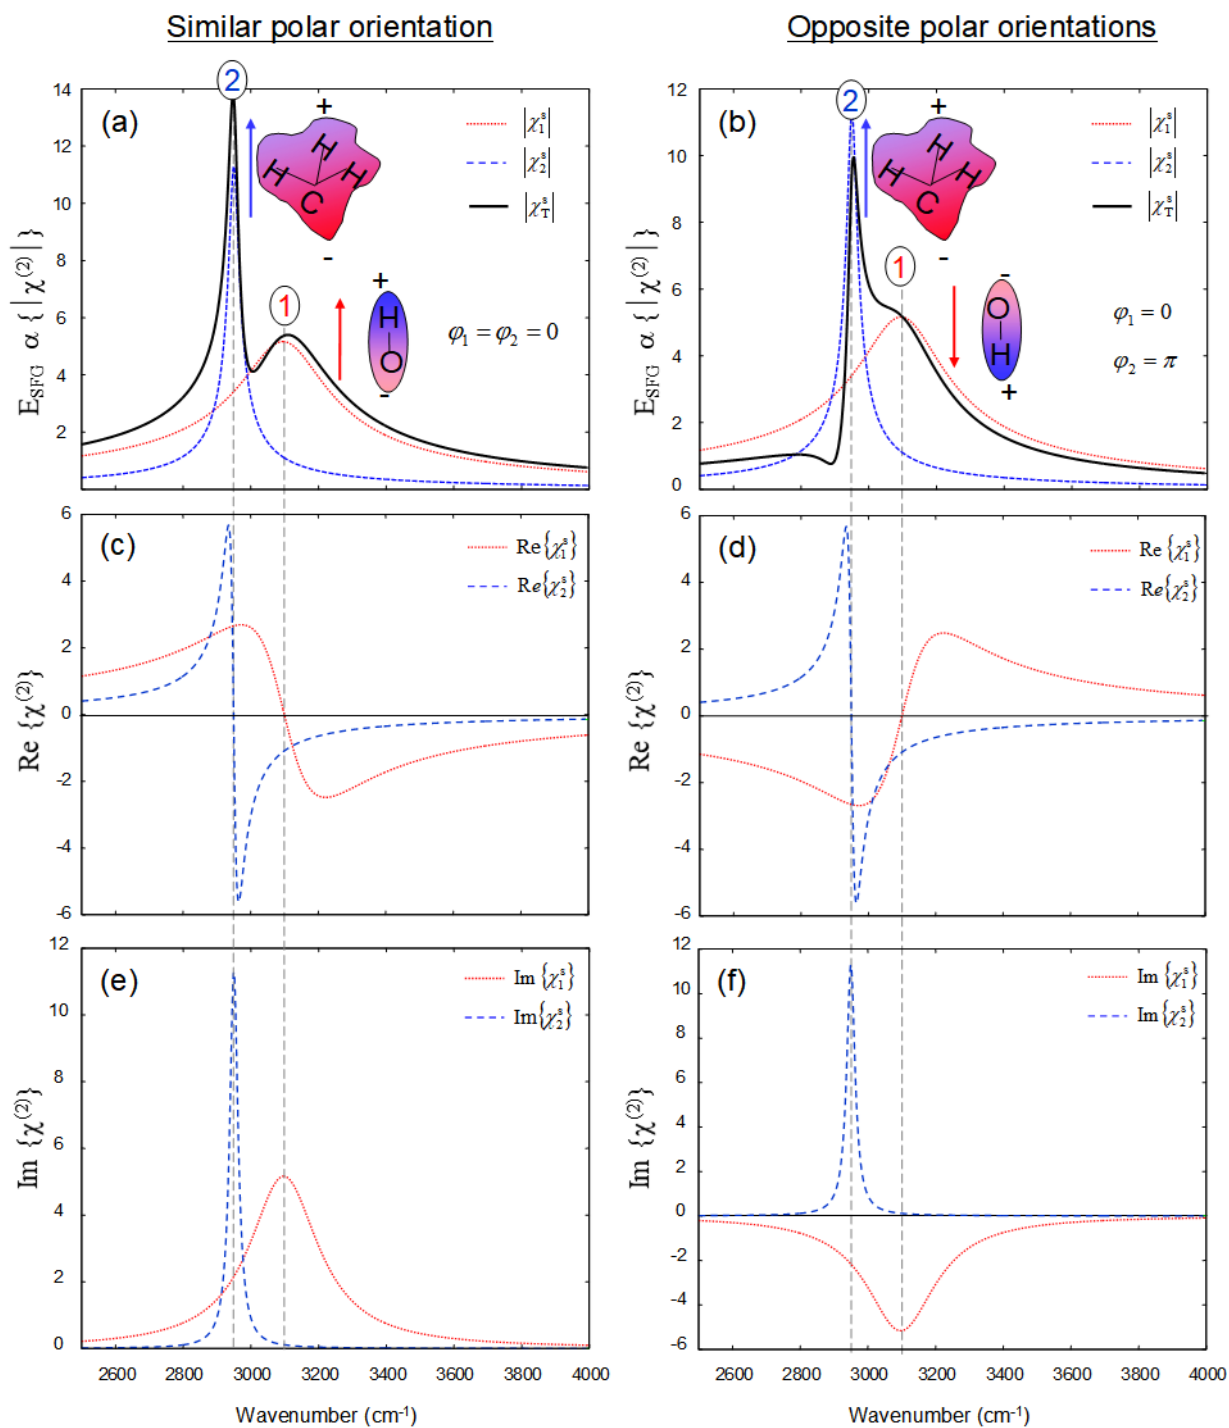 Similar polar orientation
Opposite polar orientations
(a)
2
+
H
H
H
C
-
|χ₁ˢ|
|χ₂ˢ|
|χ_Tˢ|
1
+
H
O
-
φ₁ = φ₂ = 0
14
12
10
8
6
4
2
E_SFG α { | χ⁽²⁾ | }
(b)
2
+
H
H
H
C
-
|χ₁ˢ|
|χ₂ˢ|
|χ_Tˢ|
1
-
O
H
+
φ₁ = 0
φ₂ = π
12
10
8
6
4
2
0
E_SFG α { | χ⁽²⁾ | }
(c)
Re{χ₁ˢ}
Re{χ₂ˢ}
6
4
2
0
-2
-4
-6
Re {χ⁽²⁾}
(d)
Re{χ₁ˢ}
Re{χ₂ˢ}
6
4
2
0
-2
-4
-6
Re {χ⁽²⁾}
(e)
Im{χ₁ˢ}
Im{χ₂ˢ}
12
10
8
6
4
2
0
Im {χ⁽²⁾}
2600 2800 3000 3200 3400 3600 3800 4000
Wavenumber (cm⁻¹)
(f)
Im{χ₁ˢ}
Im{χ₂ˢ}
12
10
8
6
4
2
0
-2
-4
-6
Im {χ⁽²⁾}
2600 2800 3000 3200 3400 3600 3800 4000
Wavenumber (cm⁻¹)